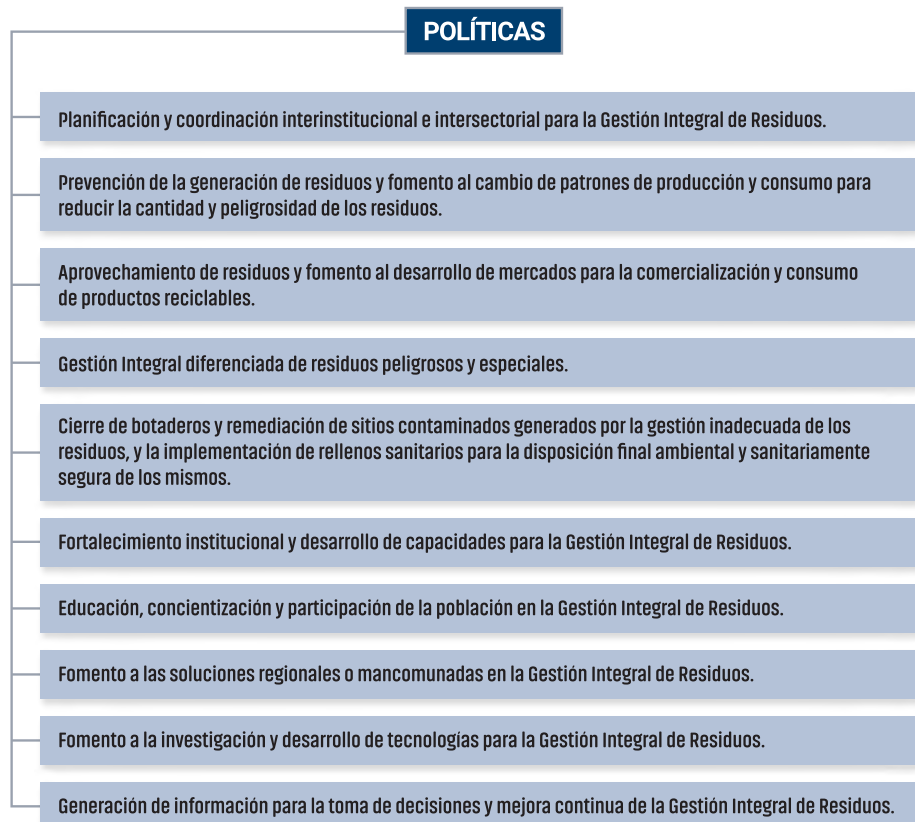 POLÍTICAS
Planificación y coordinación interinstitucional e intersectorial para la Gestión Integral de Residuos.
Prevención de la generación de residuos y fomento al cambio de patrones de producción y consumo para
reducir la cantidad y peligrosidad de los residuos.
Aprovechamiento de residuos y fomento al desarrollo de mercados para la comercialización y consumo
de productos reciclables.
Gestión Integral diferenciada de residuos peligrosos y especiales.
Cierre de botaderos y remediación de sitios contaminados generados por la gestión inadecuada de los
residuos, y la implementación de rellenos sanitarios para la disposición final ambiental y sanitariamente
segura de los mismos.
Fortalecimiento institucional y desarrollo de capacidades para la Gestión Integral de Residuos.
Educación, concientización y participación de la población en la Gestión Integral de Residuos.
Fomento a las soluciones regionales o mancomunadas en la Gestión Integral de Residuos.
Fomento a la investigación y desarrollo de tecnologías para la Gestión Integral de Residuos.
Generación de información para la toma de decisiones y mejora continua de la Gestión Integral de Residuos.